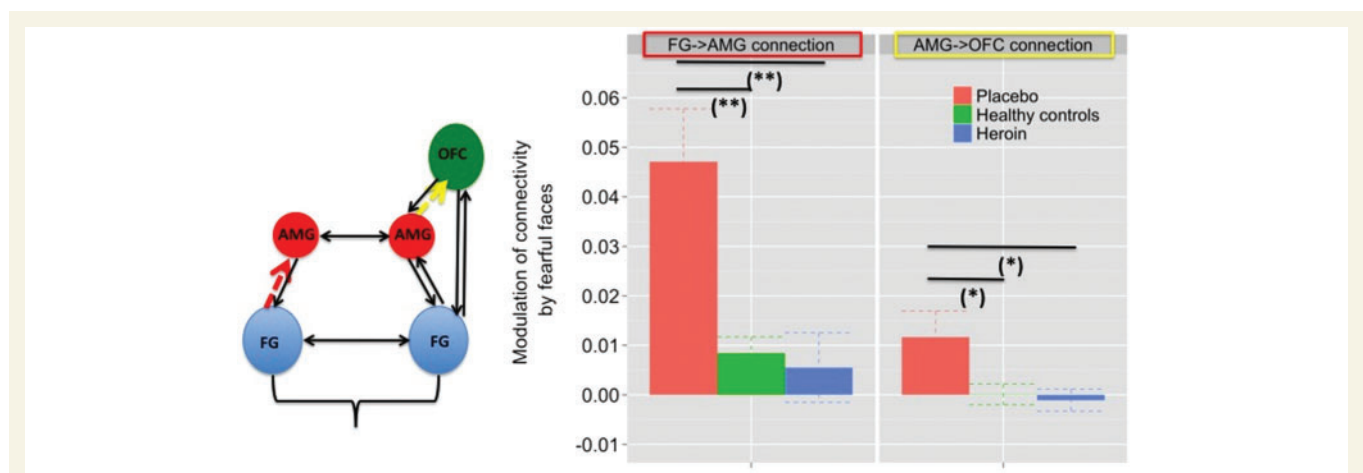 FG->AMG connection
AMG->OFC connection
(**)
(**)
Placebo
Healthy controls
Heroin
(*)
(*)
Modulation of connectivity
by fearful faces
0.06
0.05
0.04
0.03
0.02
0.01
0.00
-0.01
OFC
AMG
AMG
FG
FG